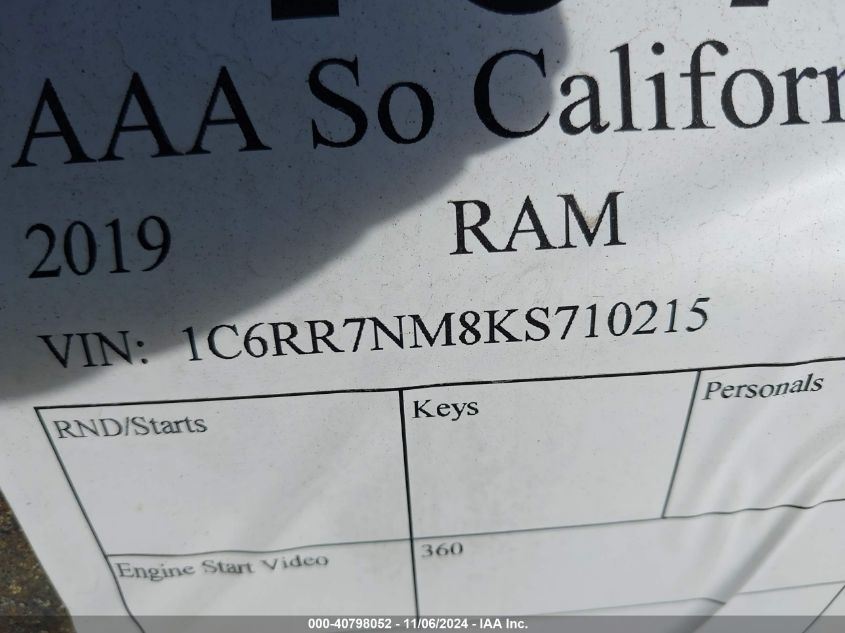 AAA So Californ
2019 RAM
VIN: 1C6RR7NM8KS710215
RND/Starts Keys Personals
Engine Start Video 360
000-40798052 - 11/06/2024 - IAA Inc.